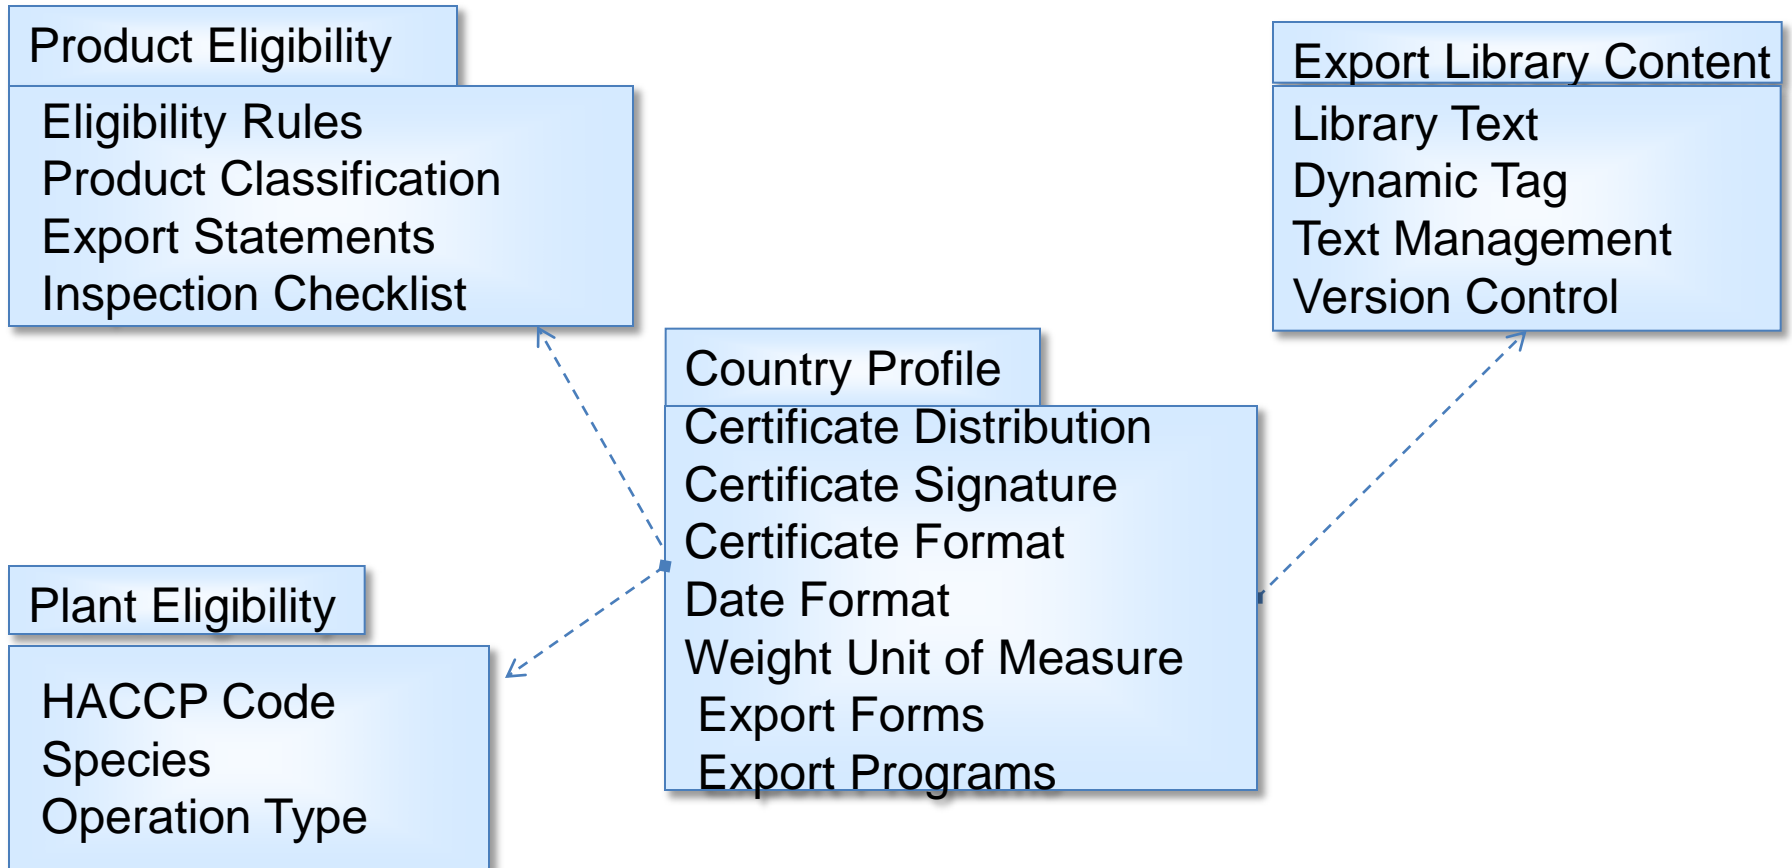 Product Eligibility
Eligibility Rules
Product Classification
Export Statements
Inspection Checklist
Export Library Content
Library Text
Dynamic Tag
Text Management
Version Control
Country Profile
Certificate Distribution
Certificate Signature
Certificate Format
Date Format
Weight Unit of Measure
Export Forms
Export Programs
Plant Eligibility
HACCP Code
Species
Operation Type